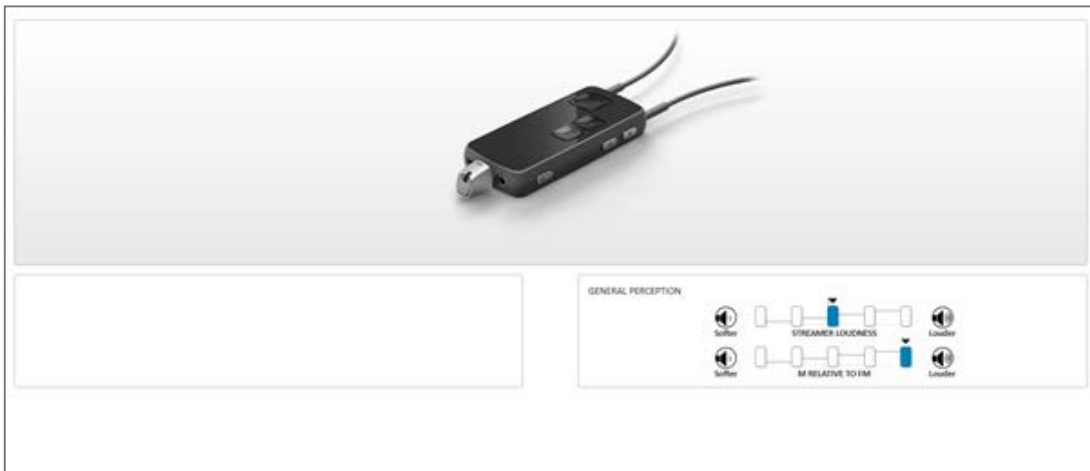 GENERAL PERCEPTION
Softer
STREAMER LOUDNESS
Louder
Softer
M RELATIVE TO FM
Louder